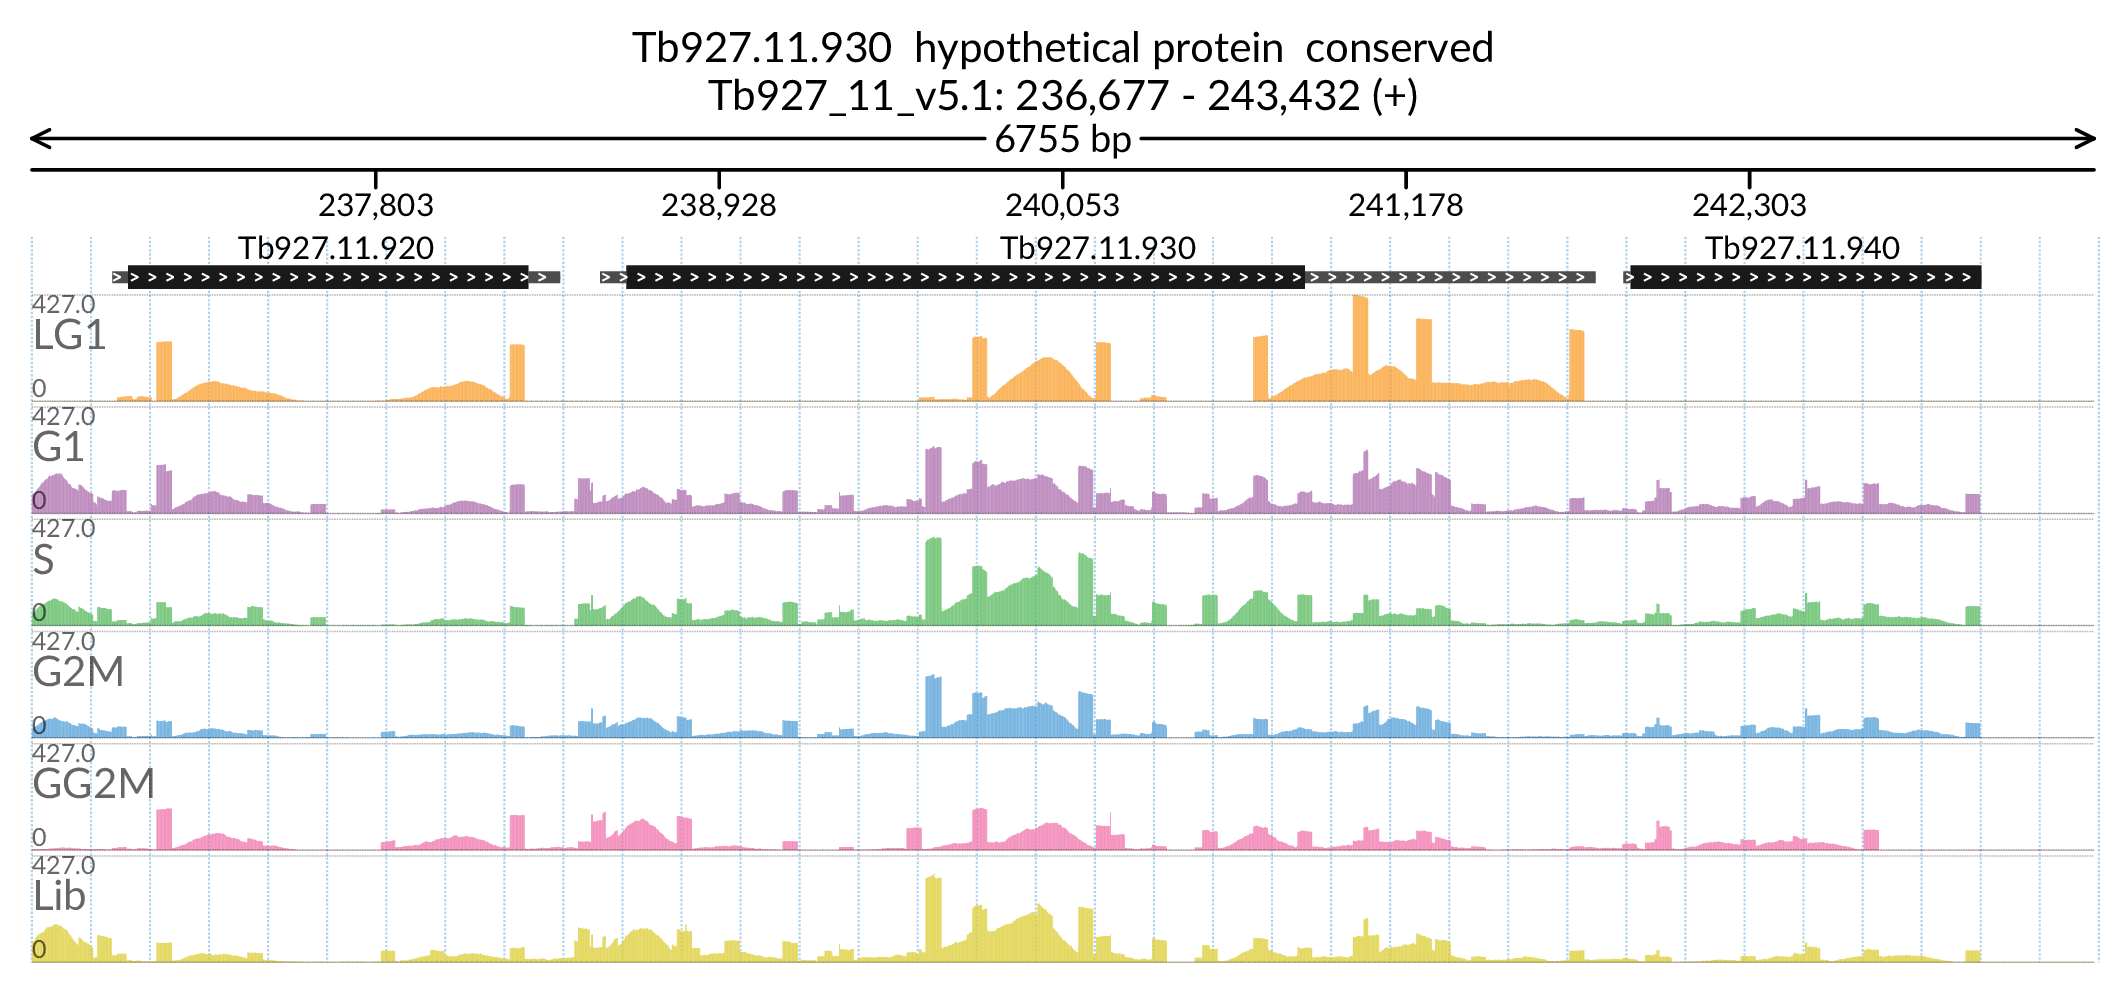 Tb927.11.930  hypothetical protein  conserved
Tb927_11_v5.1: 236,677 - 243,432 (+)
6755 bp
237,803 238,928 240,053 241,178 242,303
Tb927.11.920 Tb927.11.930 Tb927.11.940
427.0
LG1
0
427.0
G1
0
427.0
S
0
427.0
G2M
0
427.0
GG2M
0
427.0
Lib
0